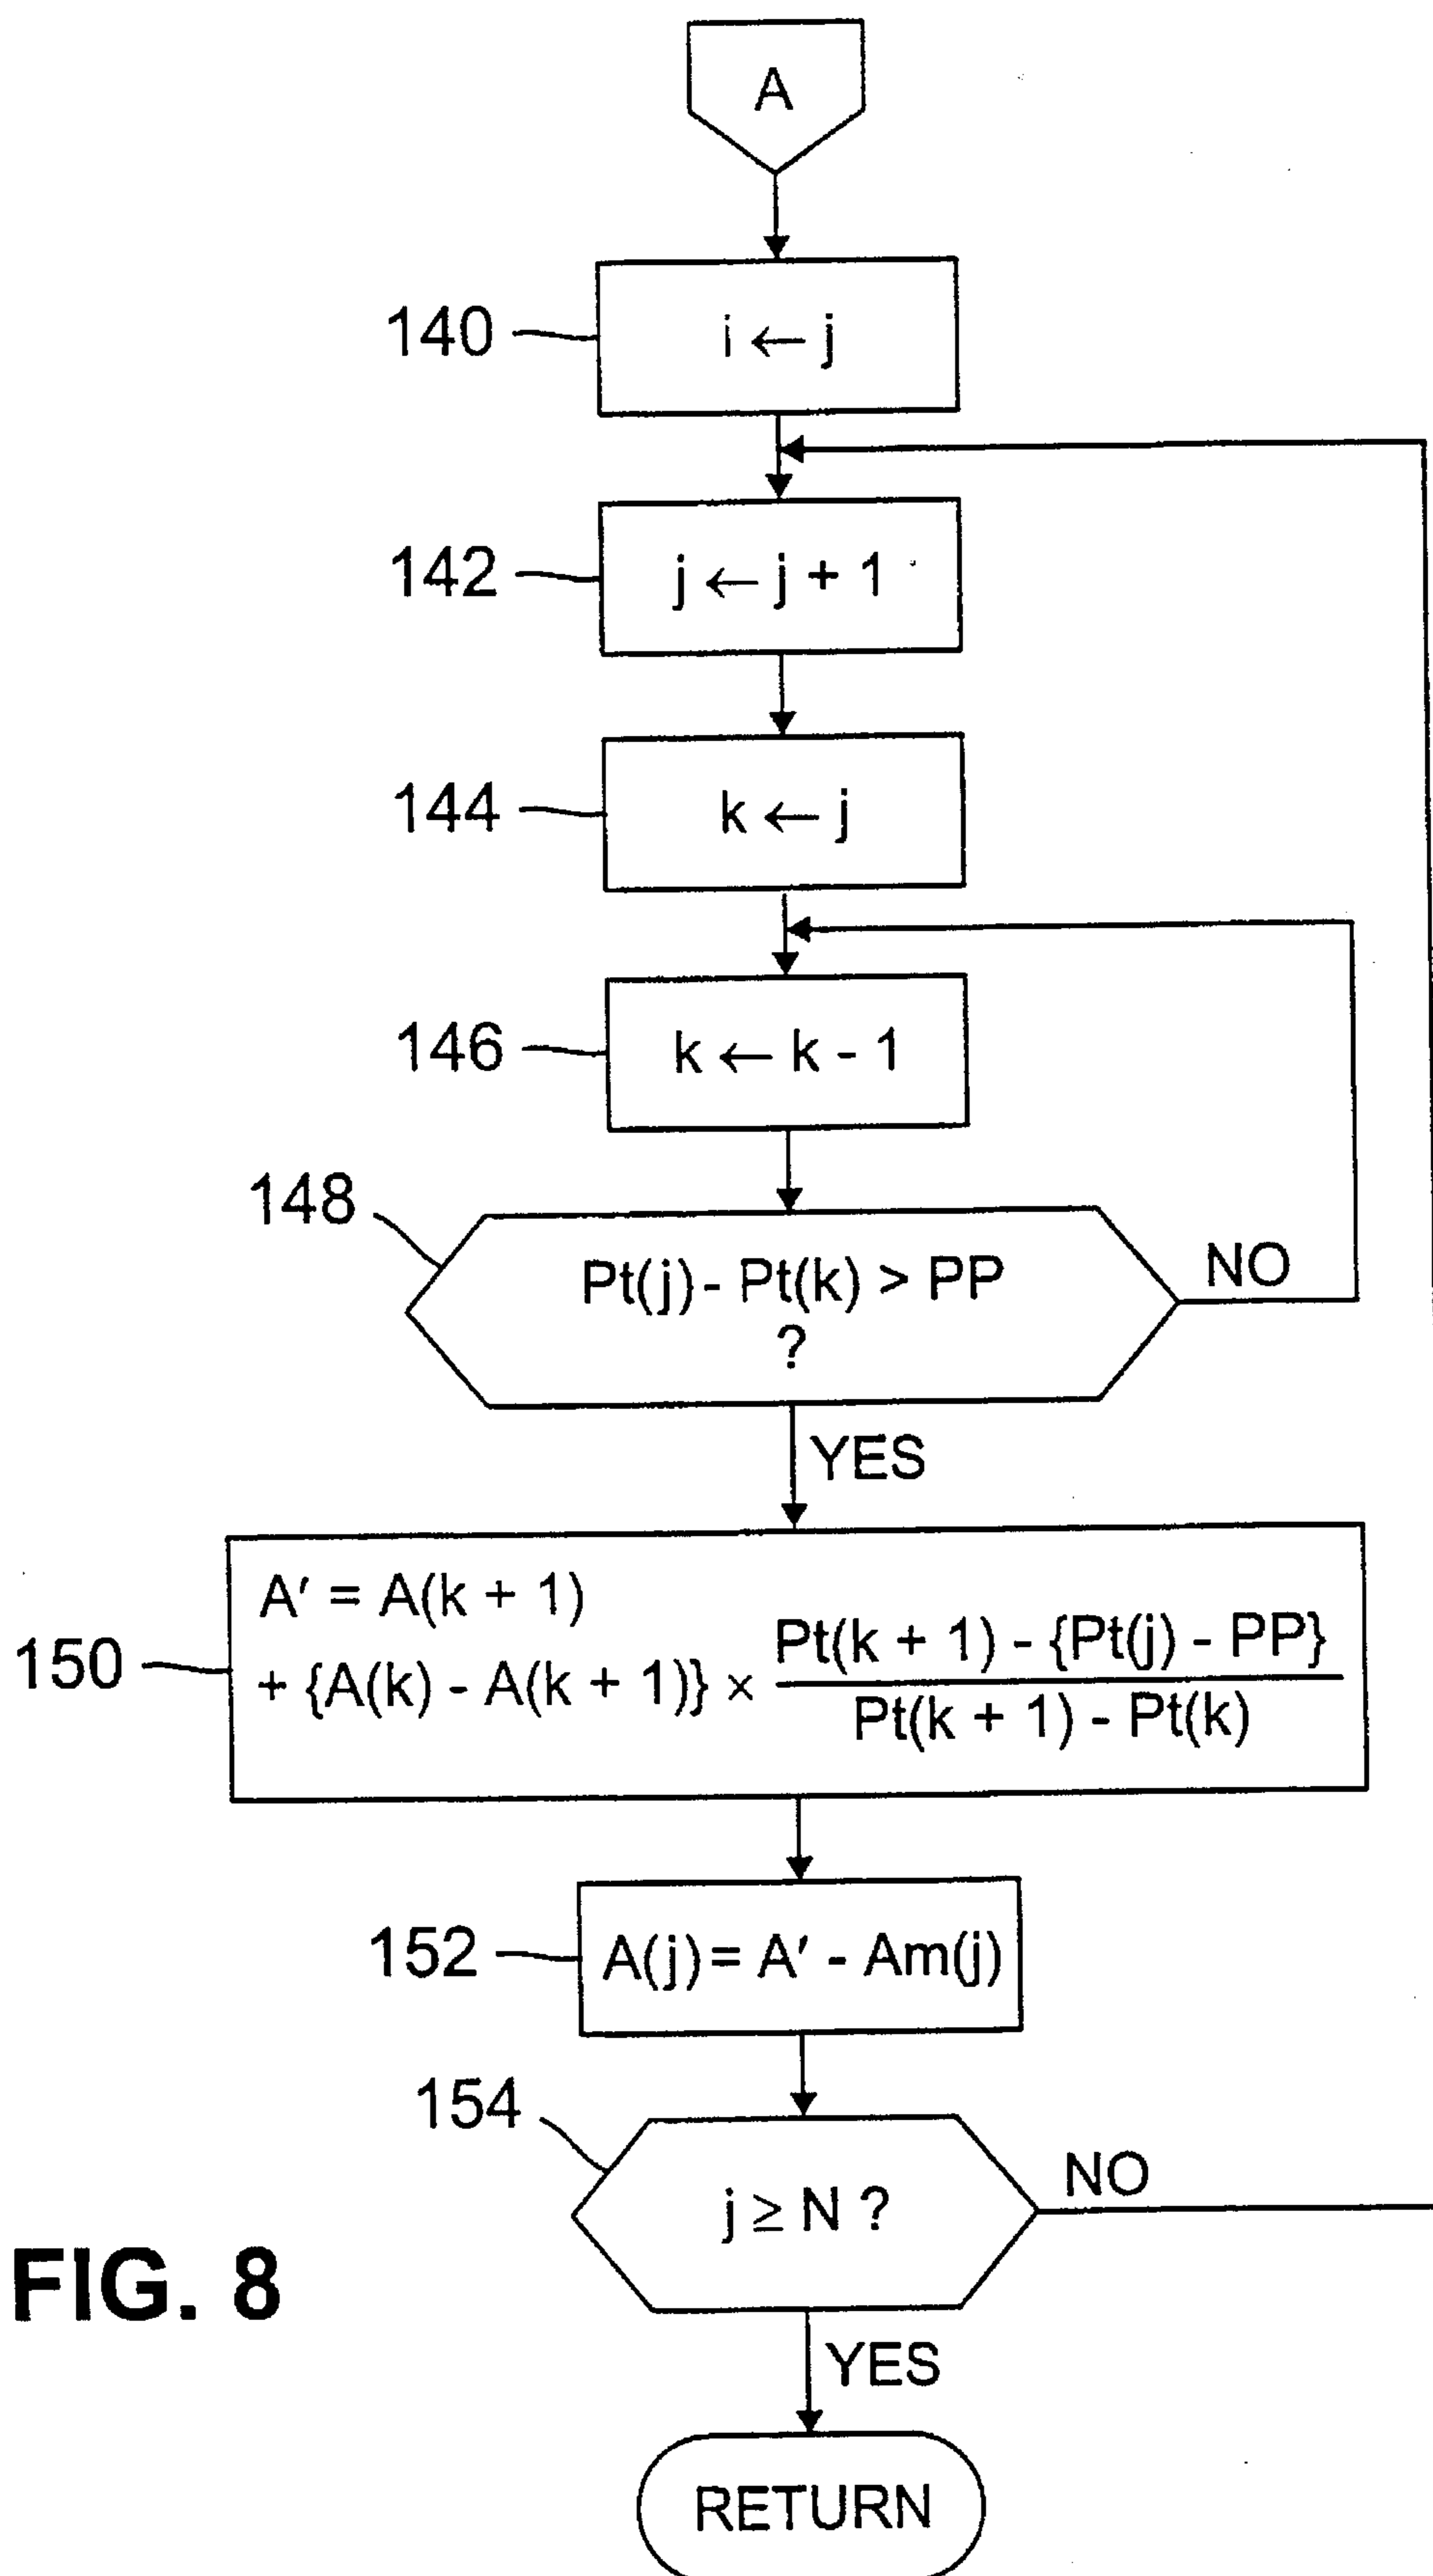 A
140
i ← j
142
j ← j + 1
144
k ← j
146
k ← k - 1
148
Pt(j) - Pt(k) > PP
?
NO
YES
150
A′ = A(k + 1)
+ {A(k) - A(k + 1)} × Pt(k + 1) - {Pt(j) - PP}
Pt(k + 1) - Pt(k)
152
A(j) = A′ - Am(j)
154
j ≥ N ?
NO
YES
FIG. 8
RETURN